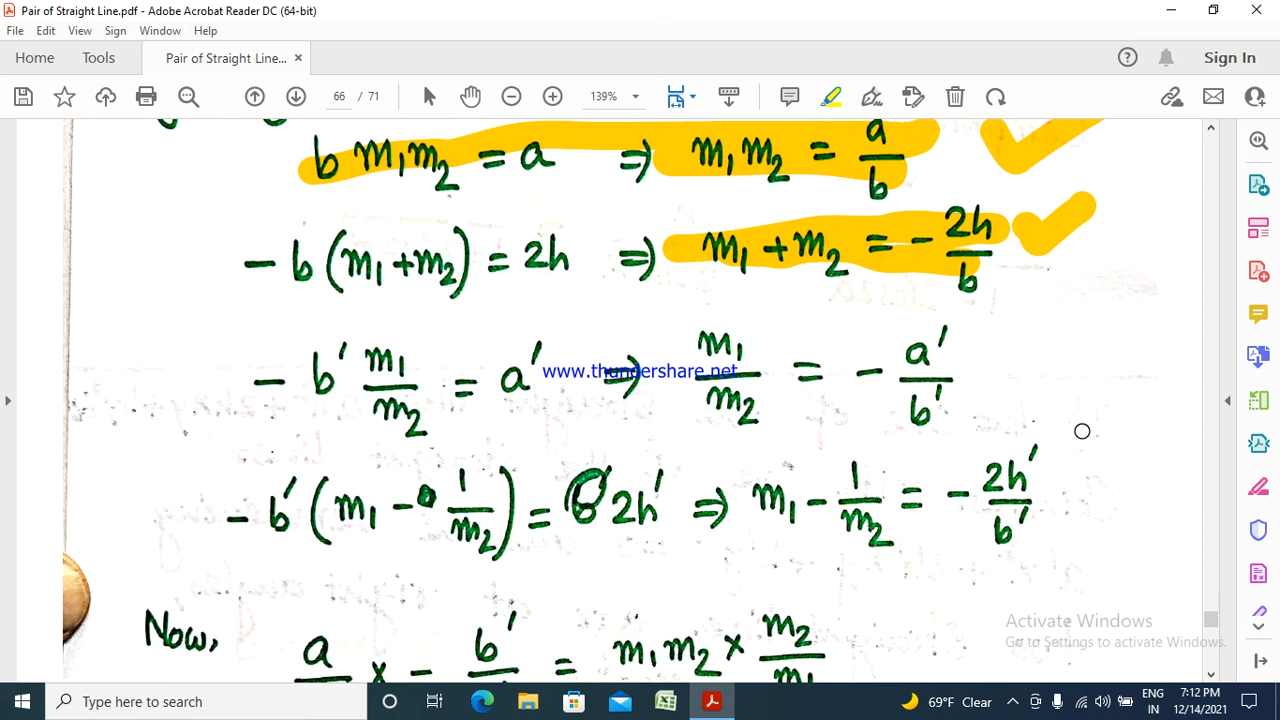 Pair of Straight Line.pdf - Adobe Acrobat Reader DC (64-bit)
File Edit View Sign Window Help
Home Tools Pair of Straight Line... × Sign In
66 / 71 139%
b m₁m₂ = a ⇒ m₁m₂ = a/b
- b (m₁+m₂) = 2h ⇒ m₁+m₂ = - 2h/b
- b' m₁/m₂ = a' ⇒ m₁/m₂ = - a'/b'
www.thundershare.net
- b' (m₁ - 1/m₂) = 2h' ⇒ m₁ - 1/m₂ = - 2h'/b'
Activate Windows
Go to Settings to activate Windows.
Now,
a × - b' = m₁m₂ × m₂/m₁
Type here to search
69°F Clear
ENG
IN
7:12 PM
12/14/2021